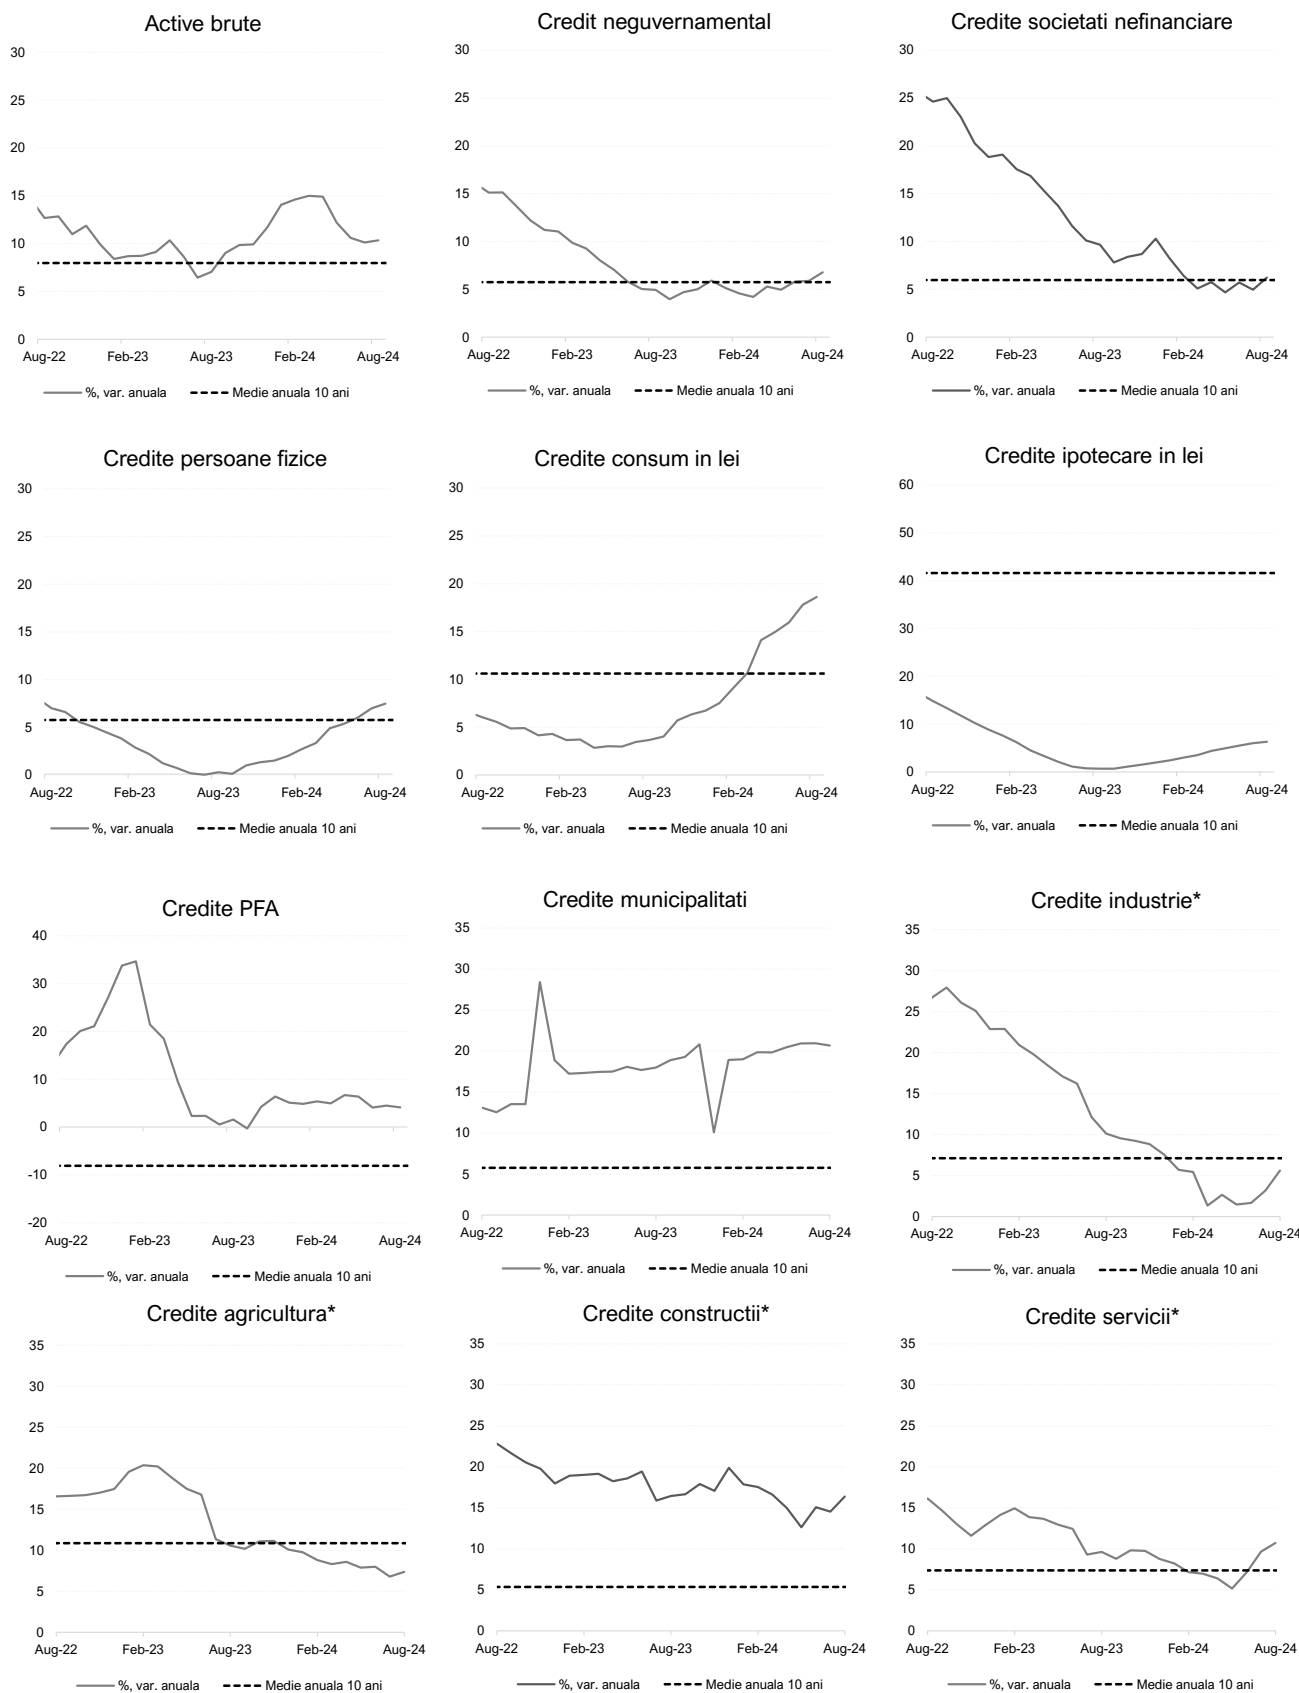 Active brute
30
25
20
15
10
5
0
Aug-22 Feb-23 Aug-23 Feb-24 Aug-24
%, var. anuala Medie anuala 10 ani
Credit neguvernamental
30
25
20
15
10
5
0
Aug-22 Feb-23 Aug-23 Feb-24 Aug-24
%, var. anuala Medie anuala 10 ani
Credite societati nefinanciare
30
25
20
15
10
5
0
Aug-22 Feb-23 Aug-23 Feb-24 Aug-24
%, var. anuala Medie anuala 10 ani
Credite persoane fizice
30
25
20
15
10
5
0
Aug-22 Feb-23 Aug-23 Feb-24 Aug-24
%, var. anuala Medie anuala 10 ani
Credite consum in lei
30
25
20
15
10
5
0
Aug-22 Feb-23 Aug-23 Feb-24 Aug-24
%, var. anuala Medie anuala 10 ani
Credite ipotecare in lei
60
50
40
30
20
10
0
Aug-22 Feb-23 Aug-23 Feb-24 Aug-24
%, var. anuala Medie anuala 10 ani
Credite PFA
40
30
20
10
0
-10
-20
Aug-22 Feb-23 Aug-23 Feb-24 Aug-24
%, var. anuala Medie anuala 10 ani
Credite municipalitati
35
30
25
20
15
10
5
0
Aug-22 Feb-23 Aug-23 Feb-24 Aug-24
%, var. anuala Medie anuala 10 ani
Credite industrie*
35
30
25
20
15
10
5
0
Aug-22 Feb-23 Aug-23 Feb-24 Aug-24
%, var. anuala Medie anuala 10 ani
Credite agricultura*
35
30
25
20
15
10
5
0
Aug-22 Feb-23 Aug-23 Feb-24 Aug-24
%, var. anuala Medie anuala 10 ani
Credite constructii*
35
30
25
20
15
10
5
0
Aug-22 Feb-23 Aug-23 Feb-24 Aug-24
%, var. anuala Medie anuala 10 ani
Credite servicii*
35
30
25
20
15
10
5
0
Aug-22 Feb-23 Aug-23 Feb-24 Aug-24
%, var. anuala Medie anuala 10 ani